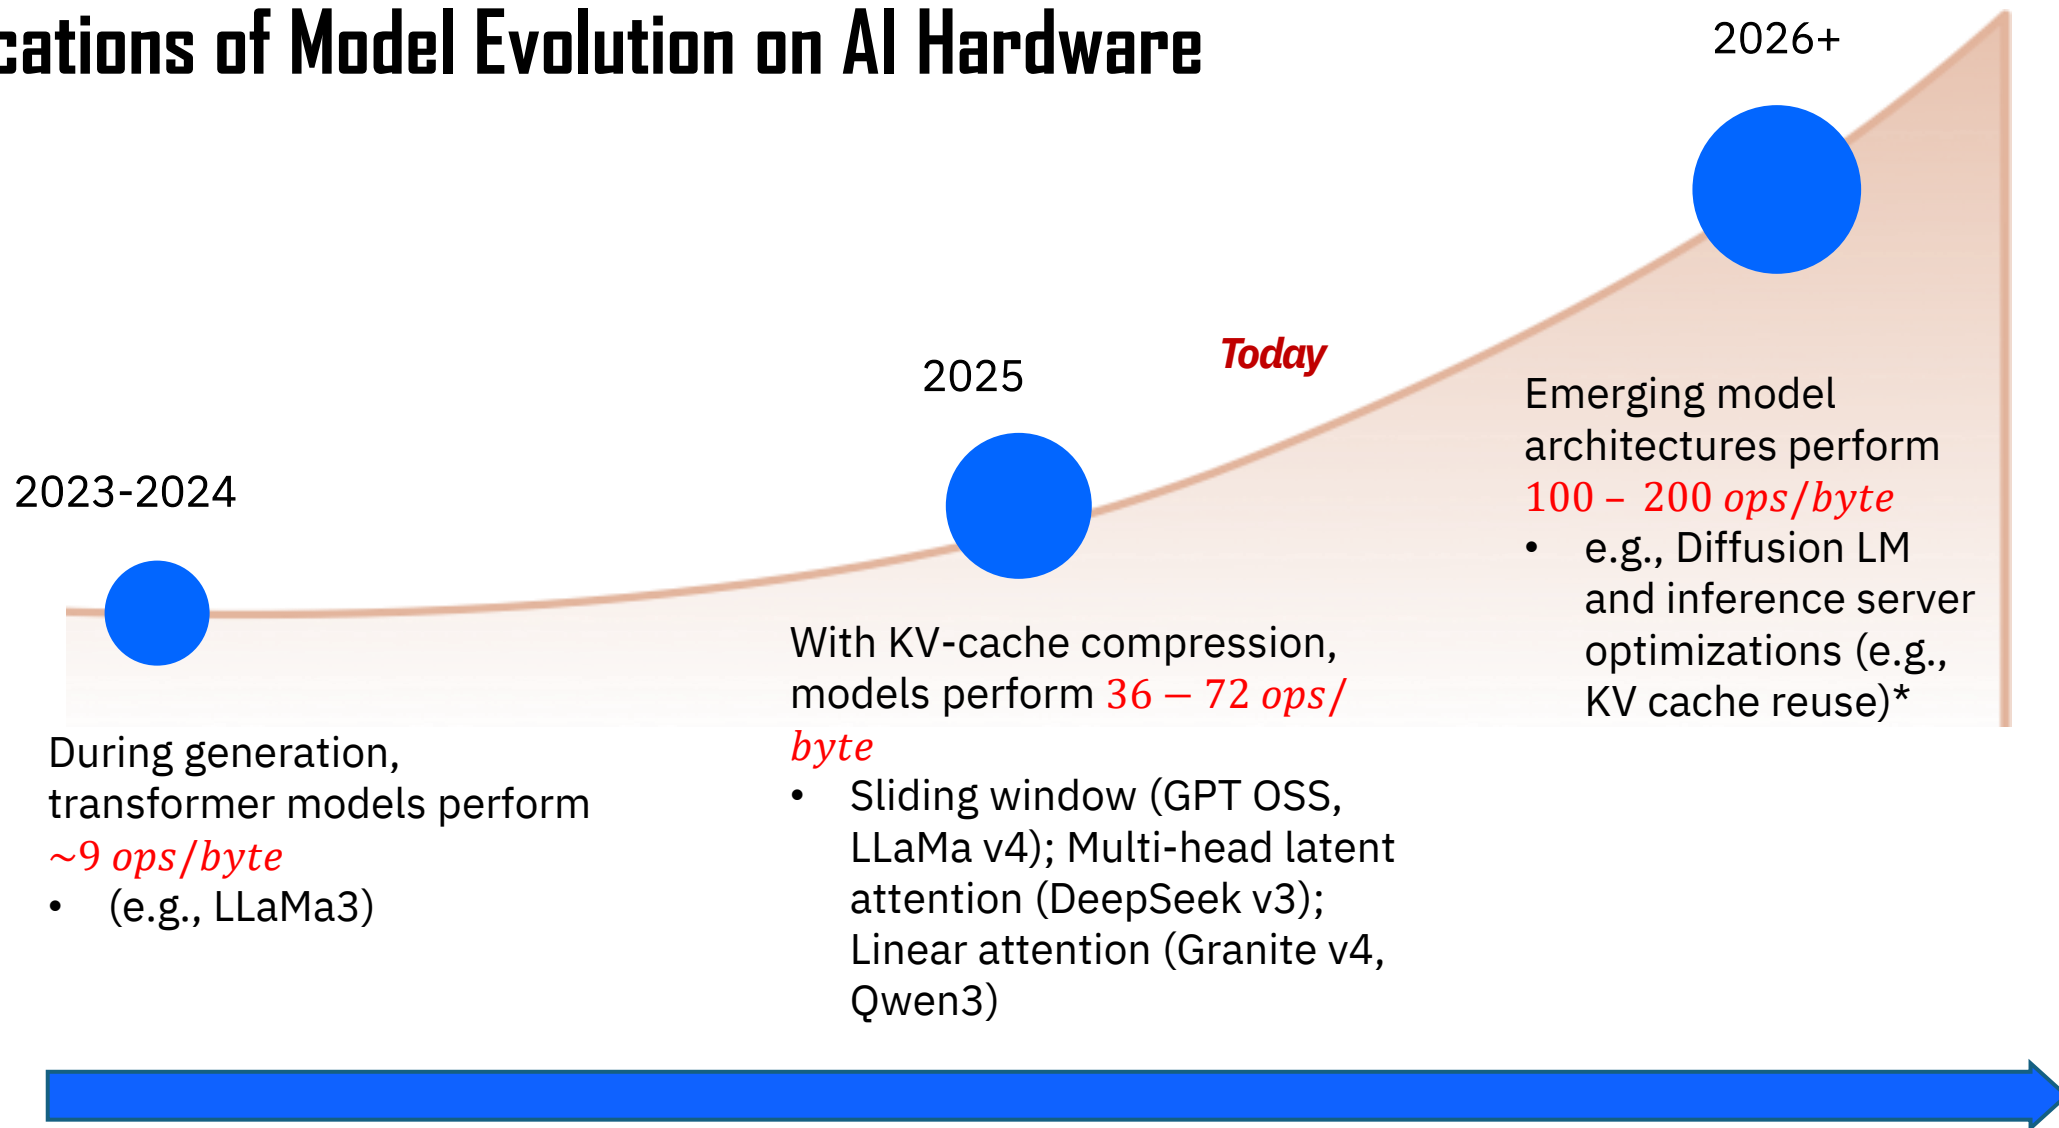 cations of Model Evolution on AI Hardware
2026+
2025
Today
2023-2024
During generation,
transformer models perform
~9 ops/byte
• (e.g., LLaMa3)
With KV-cache compression,
models perform 36 – 72 ops/
byte
• Sliding window (GPT OSS,
LLaMa v4); Multi-head latent
attention (DeepSeek v3);
Linear attention (Granite v4,
Qwen3)
Emerging model
architectures perform
100 – 200 ops/byte
• e.g., Diffusion LM
and inference server
optimizations (e.g.,
KV cache reuse)*